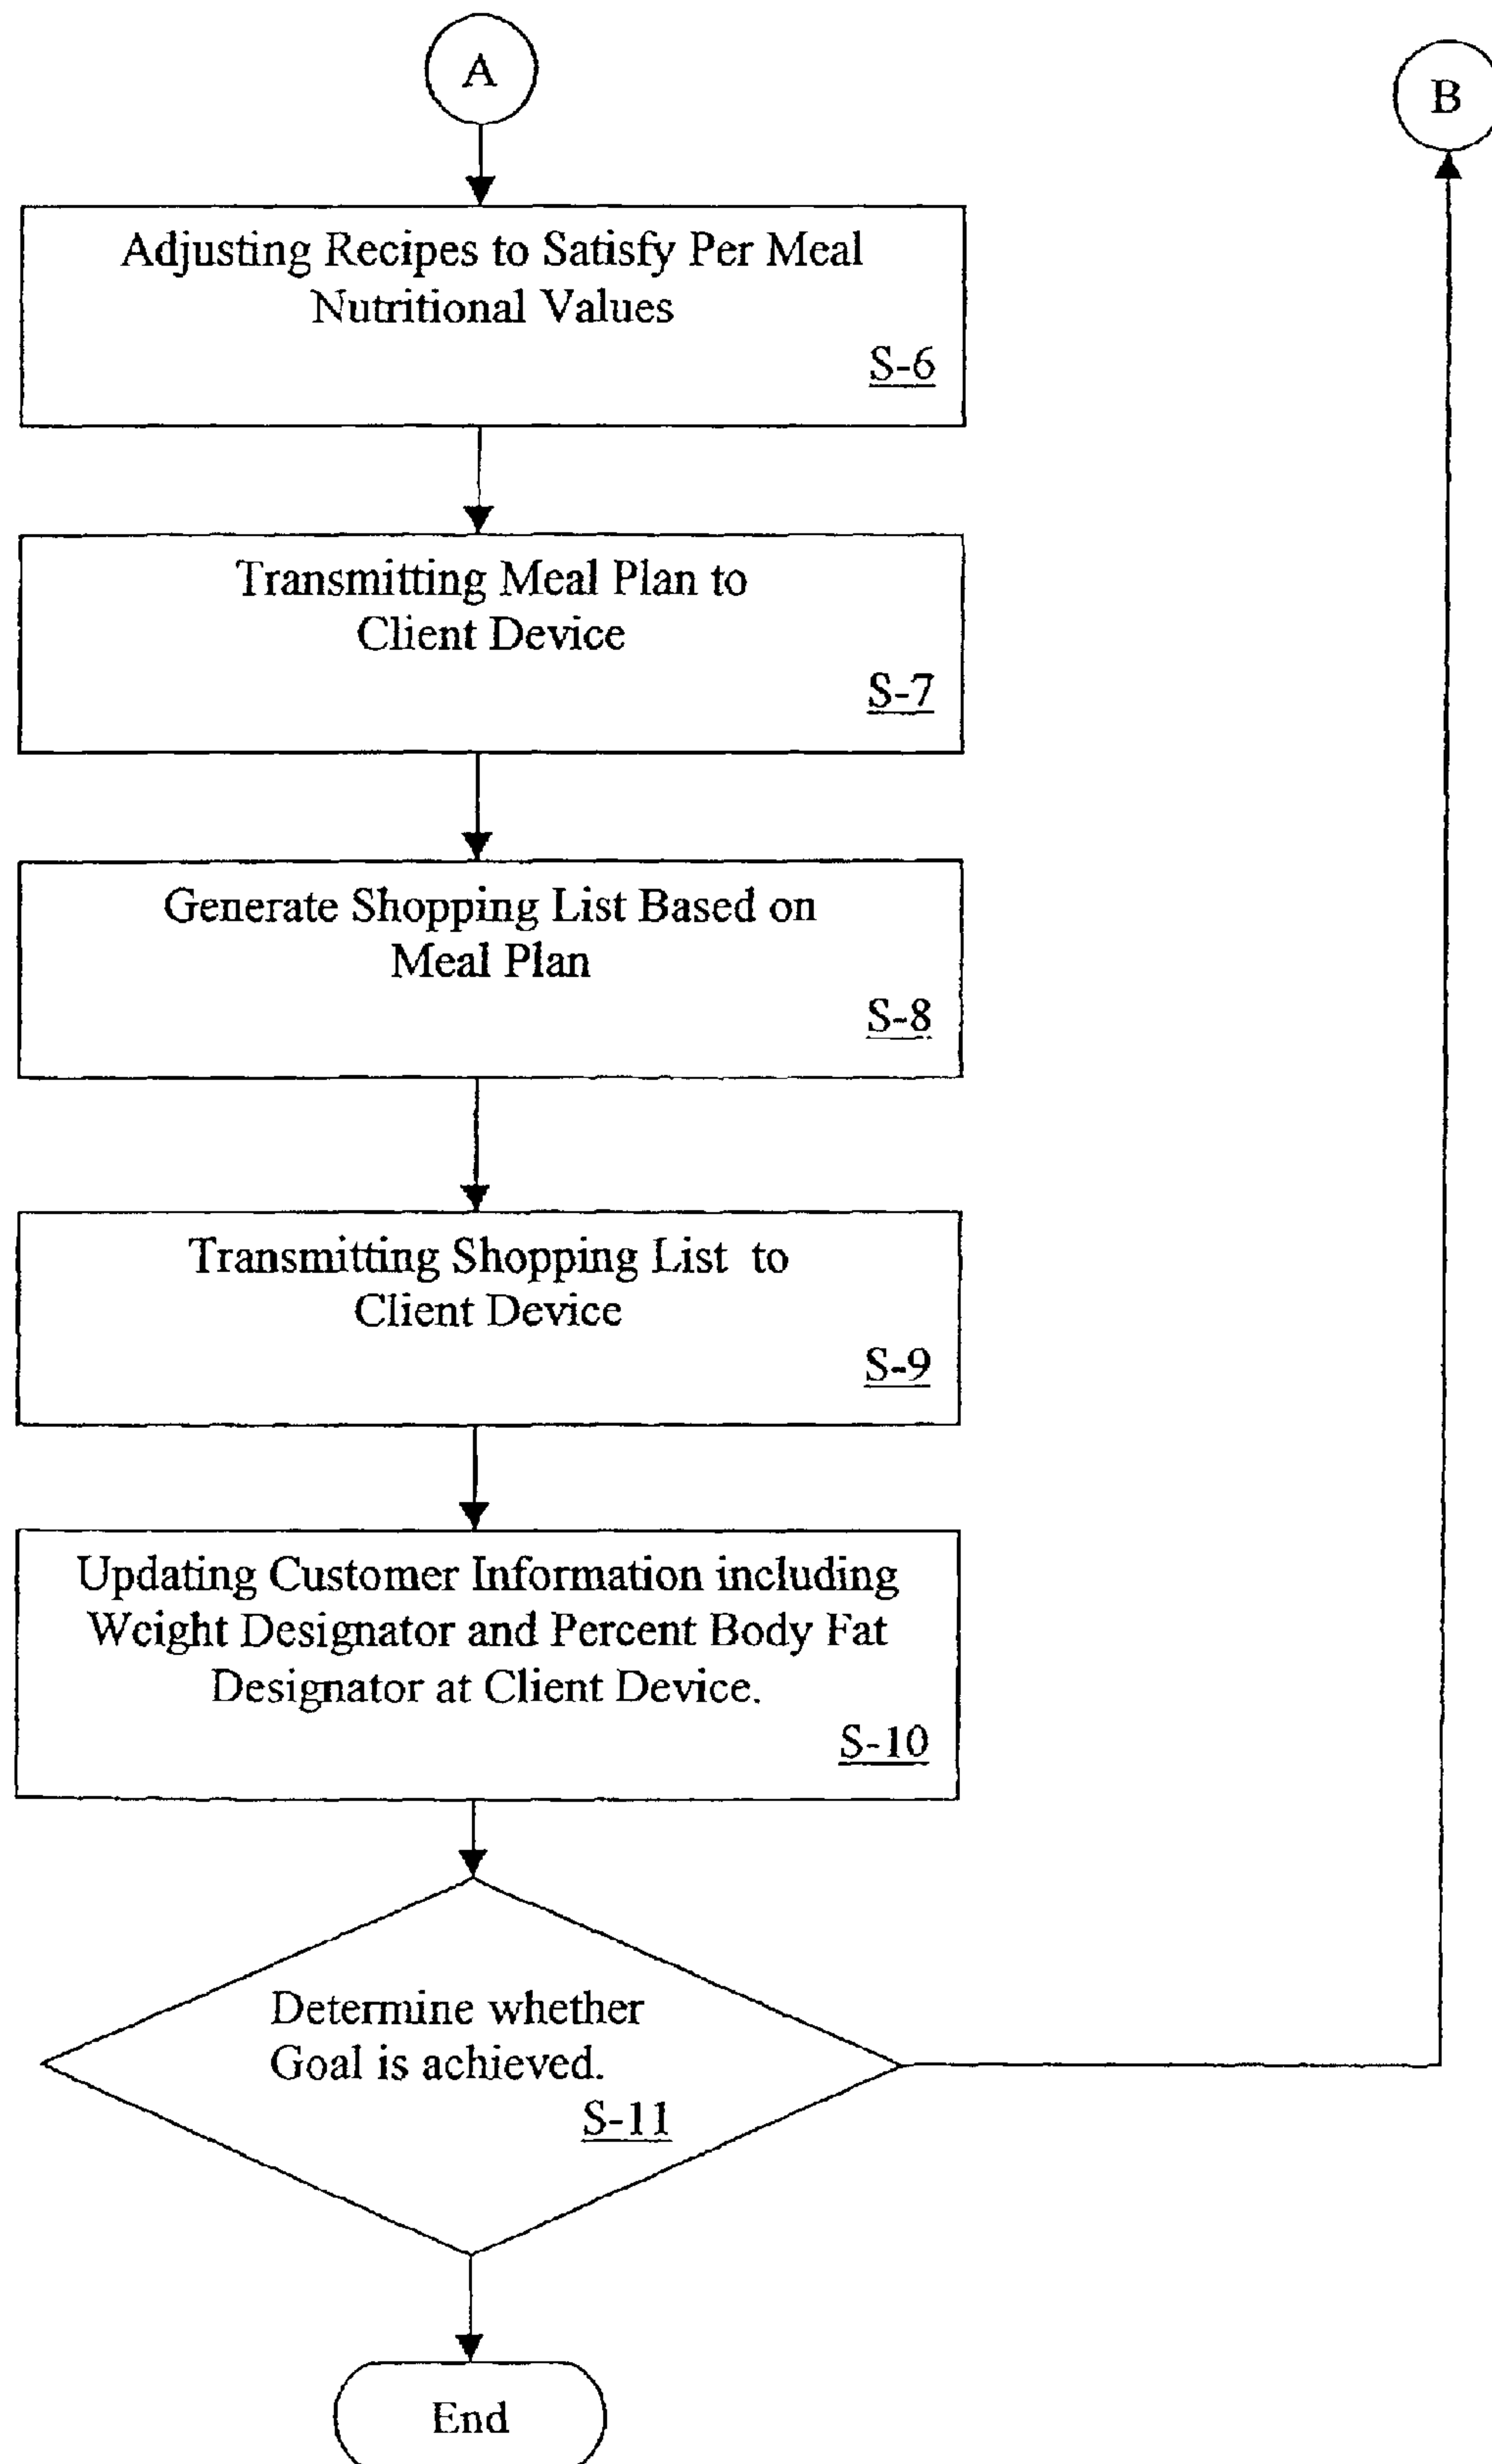 A
B
Adjusting Recipes to Satisfy Per Meal
Nutritional Values
S-6
Transmitting Meal Plan to
Client Device
S-7
Generate Shopping List Based on
Meal Plan
S-8
Transmitting Shopping List to
Client Device
S-9
Updating Customer Information including
Weight Designator and Percent Body Fat
Designator at Client Device.
S-10
Determine whether
Goal is achieved.
S-11
End